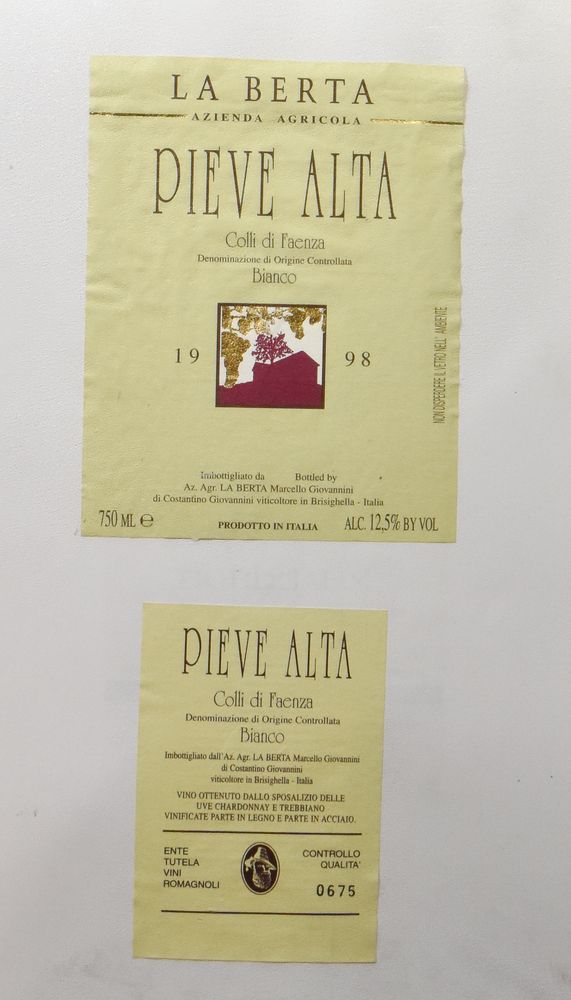 LA BERTA
AZIENDA AGRICOLA
PIEVE ALTA
Colli di Faenza
Denominazione di Origine Controllata
Bianco
19 98
NON DISPERDERE IL VETRO NELL' AMBIENTE
Imbottigliato da Bottled by
Az. Agr. LA BERTA Marcello Giovannini
di Costantino Giovannini viticoltore in Brisighella - Italia
750 ML ℮ PRODOTTO IN ITALIA ALC. 12,5% BY VOL
PIEVE ALTA
Colli di Faenza
Denominazione di Origine Controllata
Bianco
Imbottigliato dall'Az. Agr. LA BERTA Marcello Giovannini
di Costantino Giovannini
viticoltore in Brisighella - Italia
VINO OTTENUTO DALLO SPOSALIZIO DELLE
UVE CHARDONNAY E TREBBIANO
VINIFICATE PARTE IN LEGNO E PARTE IN ACCIAIO.
ENTE
TUTELA
VINI
ROMAGNOLI
CONTROLLO
QUALITA'
0675